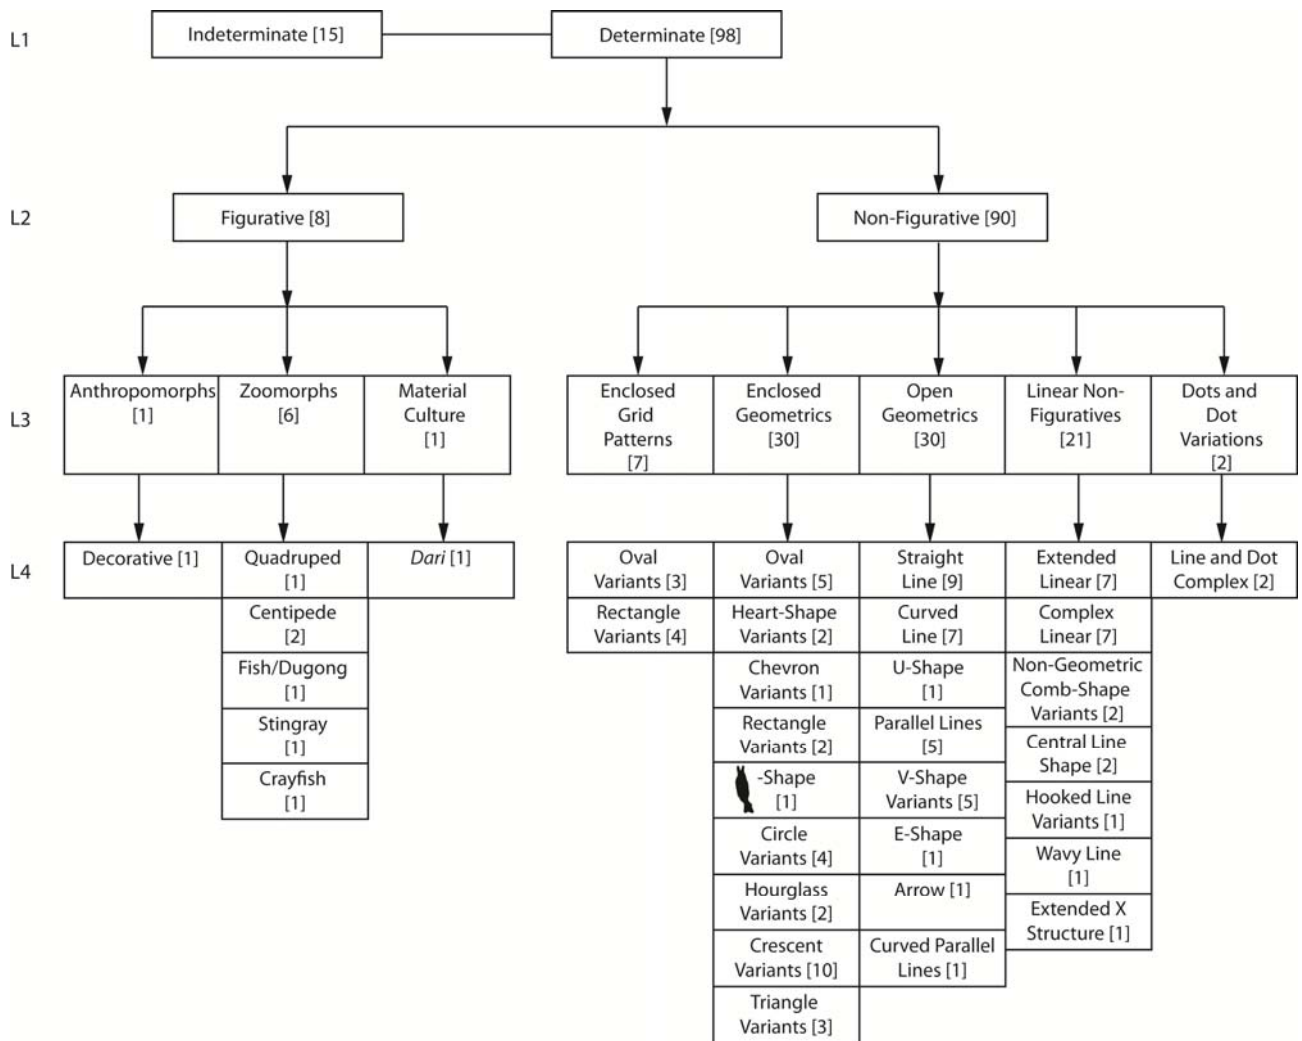 L1
Indeterminate [15]
Determinate [98]
L2
Figurative [8]
Non-Figurative [90]
L3
Anthropomorphs
[1]
Zoomorphs
[6]
Material
Culture
[1]
Enclosed
Grid
Patterns
[7]
Enclosed
Geometrics
[30]
Open
Geometrics
[30]
Linear Non-
Figuratives
[21]
Dots and
Dot
Variations
[2]
L4
Decorative [1]
Quadruped
[1]
Centipede
[2]
Fish/Dugong
[1]
Stingray
[1]
Crayfish
[1]
Dari [1]
Oval
Variants [3]
Rectangle
Variants [4]
Oval
Variants [5]
Heart-Shape
Variants [2]
Chevron
Variants [1]
Rectangle
Variants [2]
-Shape
[1]
Circle
Variants [4]
Hourglass
Variants [2]
Crescent
Variants [10]
Triangle
Variants [3]
Straight
Line [9]
Curved
Line [7]
U-Shape
[1]
Parallel Lines
[5]
V-Shape
Variants [5]
E-Shape
[1]
Arrow [1]
Curved Parallel
Lines [1]
Extended
Linear [7]
Complex
Linear [7]
Non-Geometric
Comb-Shape
Variants [2]
Central Line
Shape [2]
Hooked Line
Variants [1]
Wavy Line
[1]
Extended X
Structure [1]
Line and Dot
Complex [2]